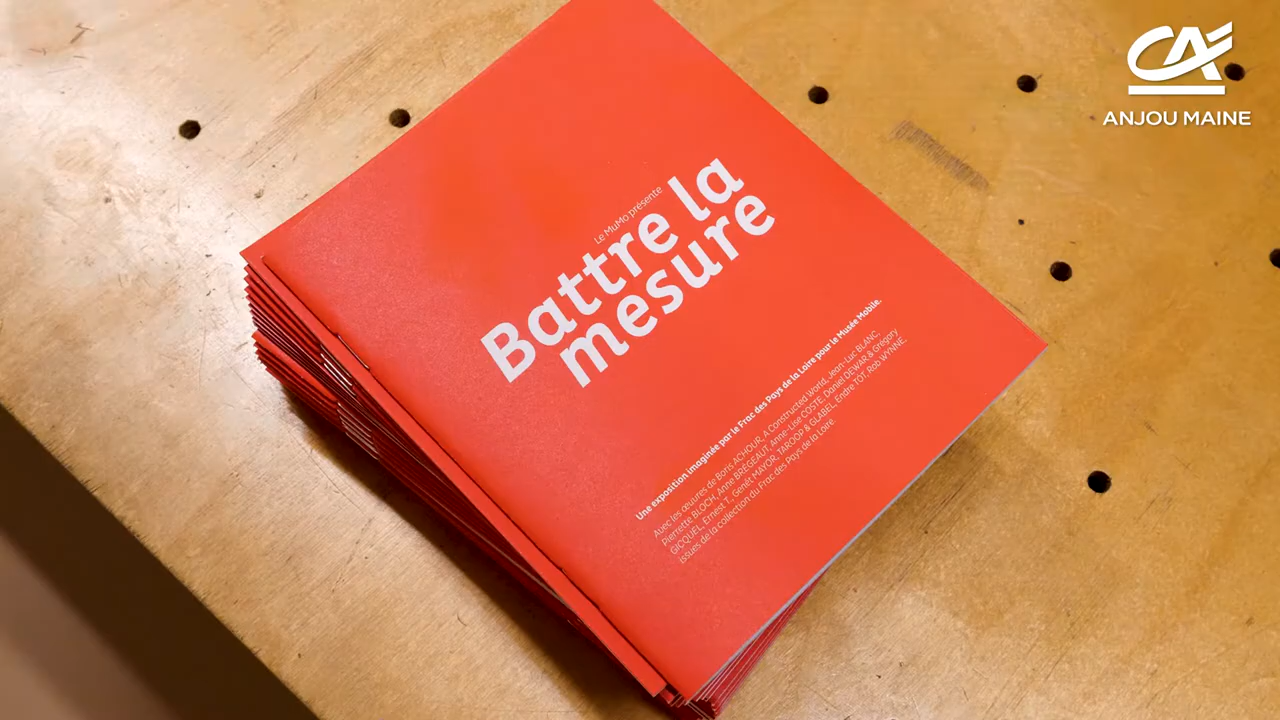 CA
ANJOU MAINE
Le MuMo présente
Battre la
mesure
Une exposition imaginée par le Frac des Pays de la Loire pour le Musée Mobile.
Avec les œuvres de Boris ACHOUR, A Constructed World, Jean-Luc BLANC,
Pierrette BLOCH, Anne BRÉGEAUT, Anne-Lise COSTE, Daniel DEWAR & Grégory
GICQUEL, Ernest T., Genêt MAYOR, TAROOP & GLABEL, Endre TÓT, Rob WYNNE,
issues de la collection du Frac des Pays de la Loire.